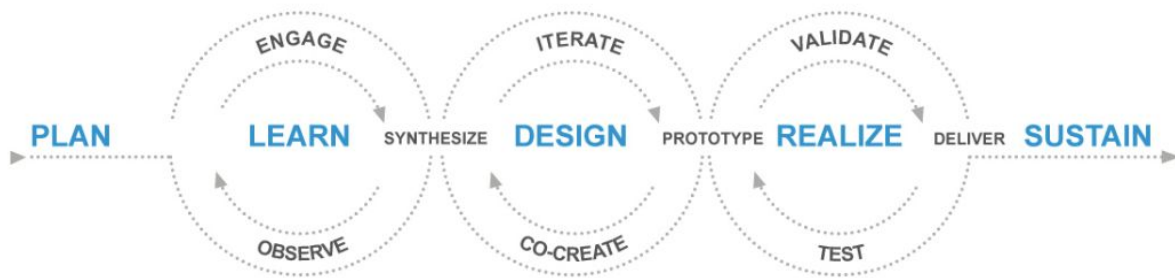 ENGAGE
ITERATE
VALIDATE
PLAN
LEARN
SYNTHESIZE
DESIGN
PROTOTYPE
REALIZE
DELIVER
SUSTAIN
OBSERVE
CO-CREATE
TEST